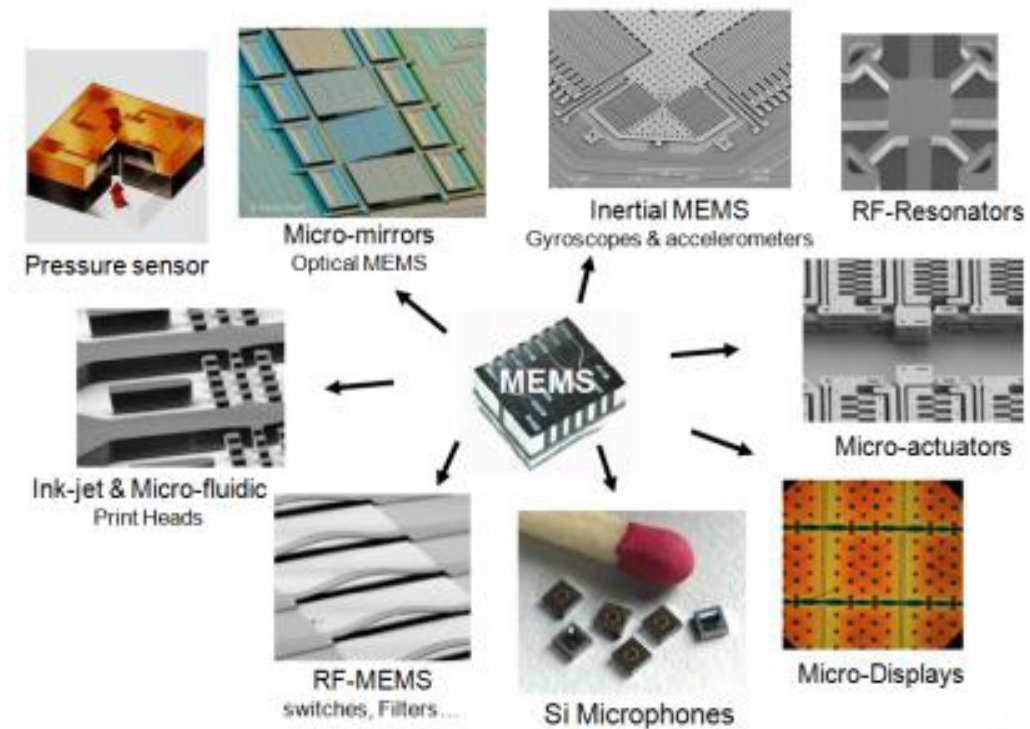 Pressure sensor
Micro-mirrors
Optical MEMS
Inertial MEMS
Gyroscopes & accelerometers
RF-Resonators
MEMS
Ink-jet & Micro-fluidic
Print Heads
Micro-actuators
RF-MEMS
switches, Filters…
Si Microphones
Micro-Displays